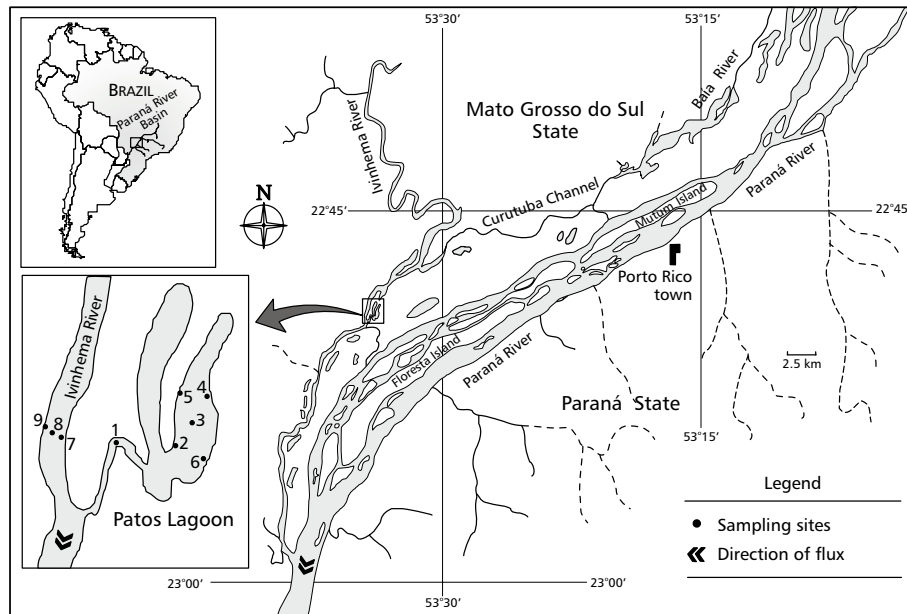 53°30′
53°15′
BRAZIL
Paraná River
Basin
Mato Grosso do Sul
State
Baía River
Ivinhema River
Paraná River
N
Curutuba Channel
Mutum Island
22°45′
22°45′
Porto Rico
town
Ivinhema River
Floresta Island
Paraná River
2.5 km
5
4
3
9
8
7
1
2
6
Paraná State
53°15′
Patos Lagoon
Legend
Sampling sites
Direction of flux
23°00′
23°00′
53°30′